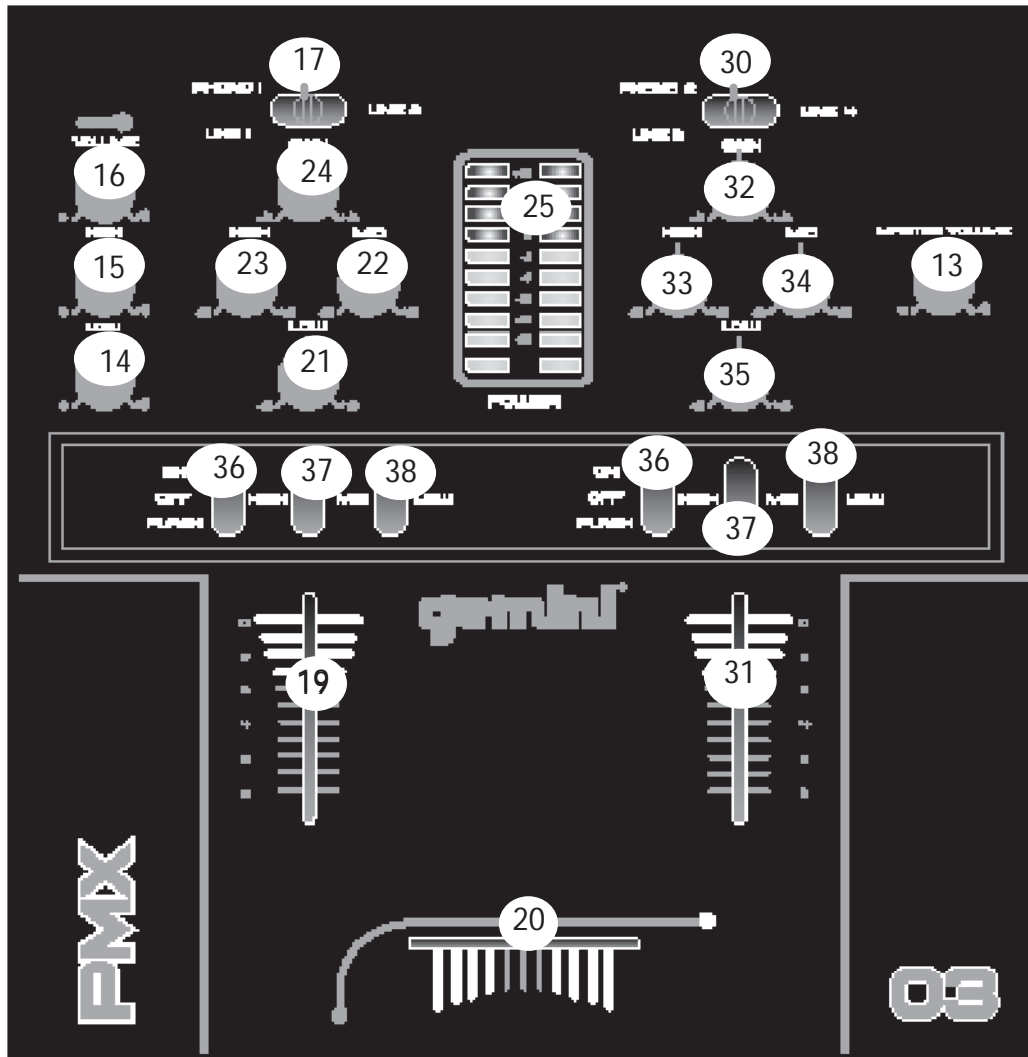 17
30
PHONO 1
LINE 2
LINE 1
PHONO 2
LINE 4
LINE 3
VOLUME
GAIN
GAIN
16
24
25
32
HIGH
HIGH
MID
HIGH
MID
MASTER VOLUME
15
23
22
33
34
13
LOW
LOW
LOW
14
21
35
POWER
36
37
38
36
37
38
ON
OFF
HIGH
MID
LOW
FLASH
ON
OFF
HIGH
MID
LOW
FLASH
gemini
19
31
20
PMX
03